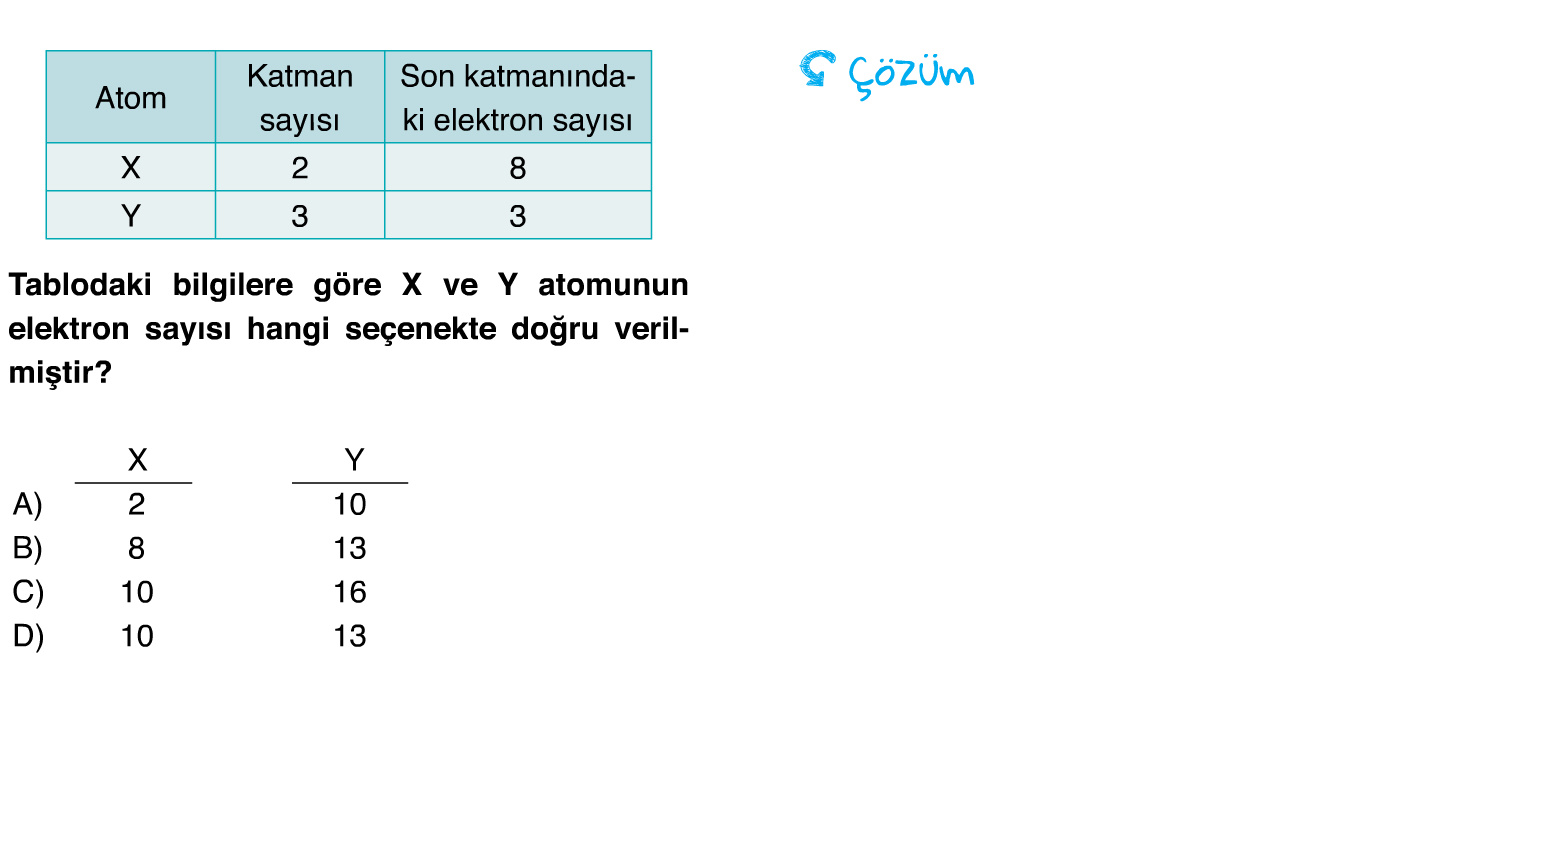 Atom
Katman
sayısı
Son katmanında-
ki elektron sayısı
X 2 8
Y 3 3
Tablodaki bilgilere göre X ve Y atomunun
elektron sayısı hangi seçenekte doğru veril-
miştir?
X Y
A) 2 10
B) 8 13
C) 10 16
D) 10 13
Çözüm